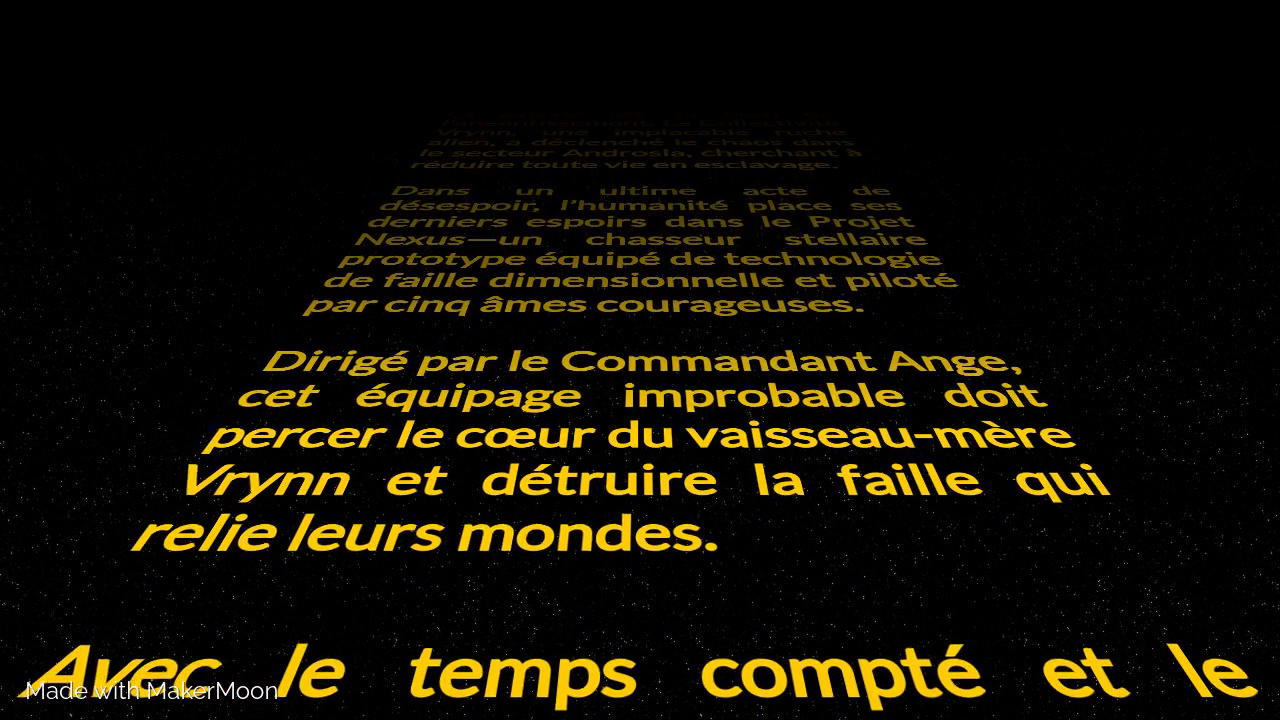 l'anéantissement. La Collectivité
Vrynn, une implacable ruche
alien, a déclenché le chaos dans
le secteur Androsla, cherchant à
réduire toute vie en esclavage.
Dans un ultime acte de
désespoir, l'humanité place ses
derniers espoirs dans le Projet
Nexus—un chasseur stellaire
prototype équipé de technologie
de faille dimensionnelle et piloté
par cinq âmes courageuses.
Dirigé par le Commandant Ange,
cet équipage improbable doit
percer le cœur du vaisseau-mère
Vrynn et détruire la faille qui
relie leurs mondes.
Avec le temps compté et le
Made with MakerMoon